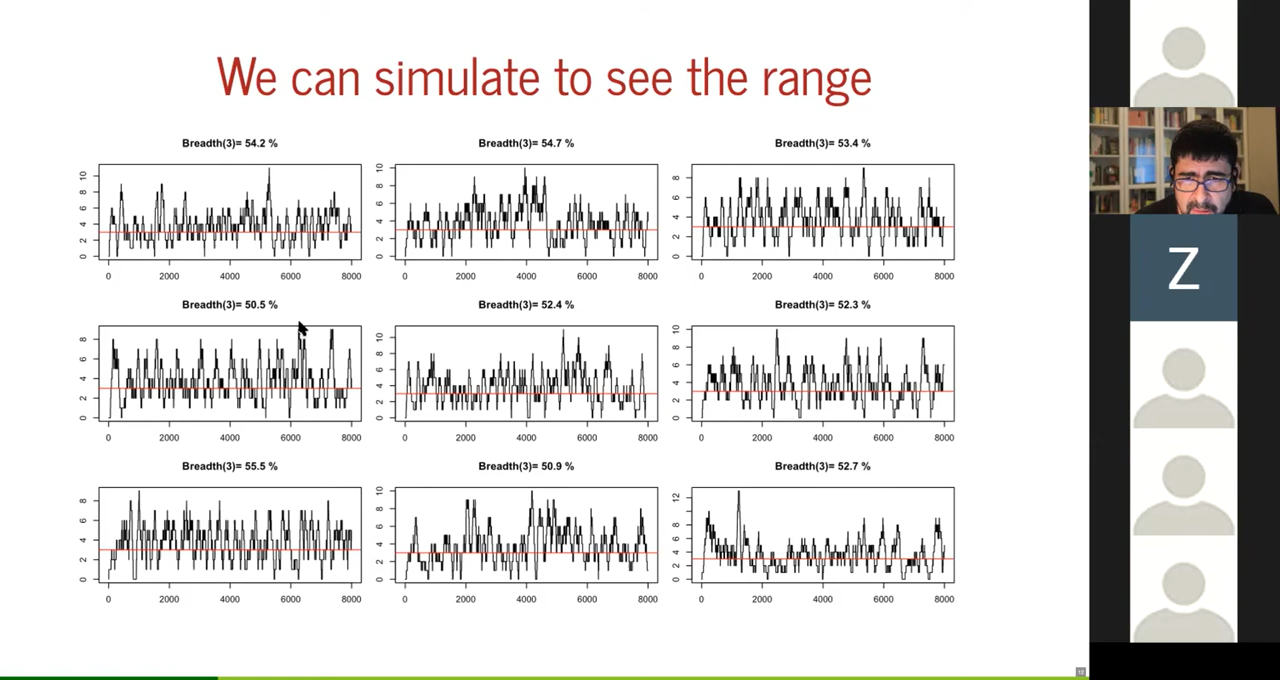 We can simulate to see the range
Breadth(3)= 54.2 %
Breadth(3)= 54.7 %
Breadth(3)= 53.4 %
0 2 4 6 8 10
0 2 4 6 8 10
0 2 4 6 8
0 2000 4000 6000 8000
0 2000 4000 6000 8000
0 2000 4000 6000 8000
Breadth(3)= 50.5 %
Breadth(3)= 52.4 %
Breadth(3)= 52.3 %
0 2 4 6 8
0 2 4 6 8 10
0 2 4 6 8 10
0 2000 4000 6000 8000
0 2000 4000 6000 8000
0 2000 4000 6000 8000
Breadth(3)= 55.5 %
Breadth(3)= 50.9 %
Breadth(3)= 52.7 %
0 2 4 6 8
0 2 4 6 8 10
0 2 4 6 8 12
0 2000 4000 6000 8000
0 2000 4000 6000 8000
0 2000 4000 6000 8000
Z